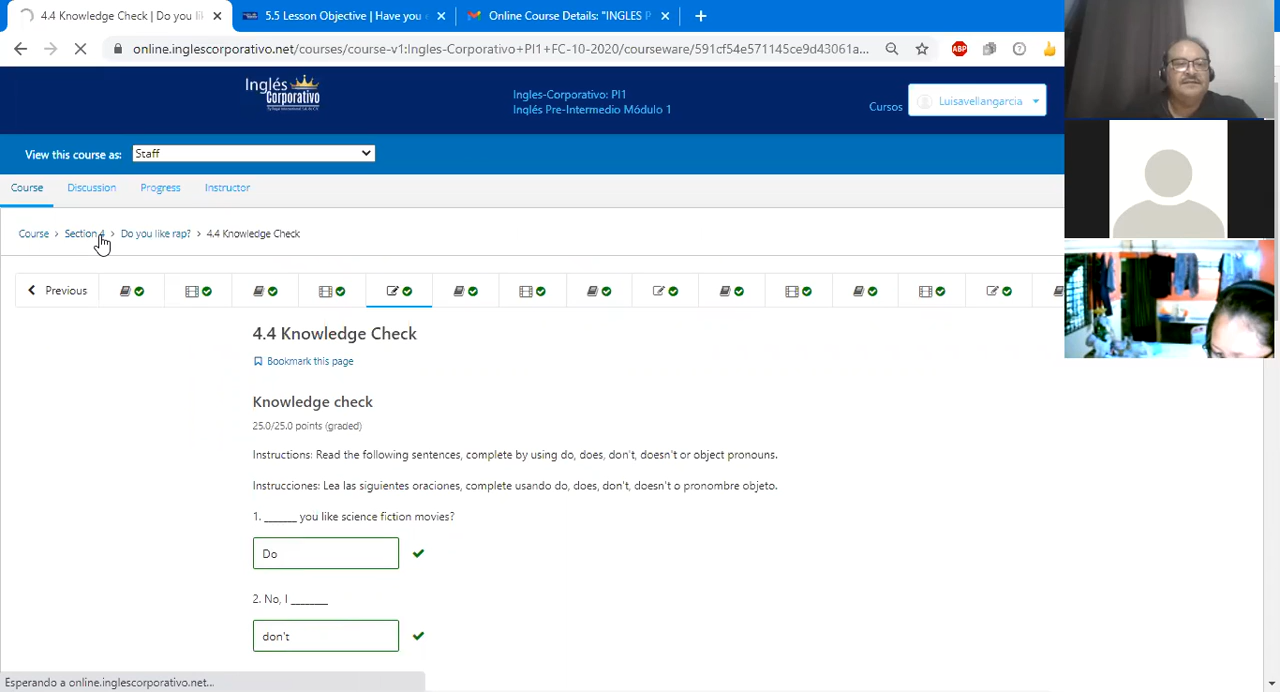 4.4 Knowledge Check | Do you li
5.5 Lesson Objective | Have you
Online Course Details: "INGLES P
online.inglescorporativo.net/courses/course-v1:Ingles-Corporativo+PI1+FC-10-2020/courseware/591cf54e571145ce9d43061a...
ABP
Inglés
Corporativo
Ingles-Corporativo: PI1
Inglés Pre-Intermedio Módulo 1
Cursos
Luisavellangarcia
View this course as:
Staff
Course
Discussion
Progress
Instructor
Course > Section 4 > Do you like rap? > 4.4 Knowledge Check
Previous
4.4 Knowledge Check
Bookmark this page
Knowledge check
25.0/25.0 points (graded)
Instructions: Read the following sentences, complete by using do, does, don't, doesn't or object pronouns.
Instrucciones: Lea las siguientes oraciones, complete usando do, does, don't, doesn't o pronombre objeto.
1. ______ you like science fiction movies?
Do
2. No, I _______
don't
Esperando a online.inglescorporativo.net...